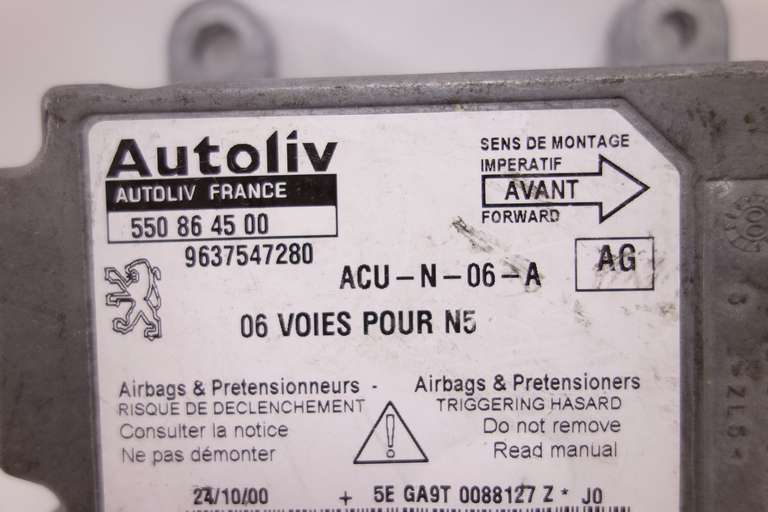 Autoliv
AUTOLIV FRANCE
550 86 45 00
9637547280
SENS DE MONTAGE
IMPERATIF
AVANT
FORWARD
ACU-N-06-A
AG
06 VOIES POUR N5
Airbags & Pretensionneurs -
RISQUE DE DECLENCHEMENT
Consulter la notice
Ne pas démonter
Airbags & Pretensioners
TRIGGERING HASARD
Do not remove
Read manual
24/10/00 + 5E GA9T 0088127 Z * J0